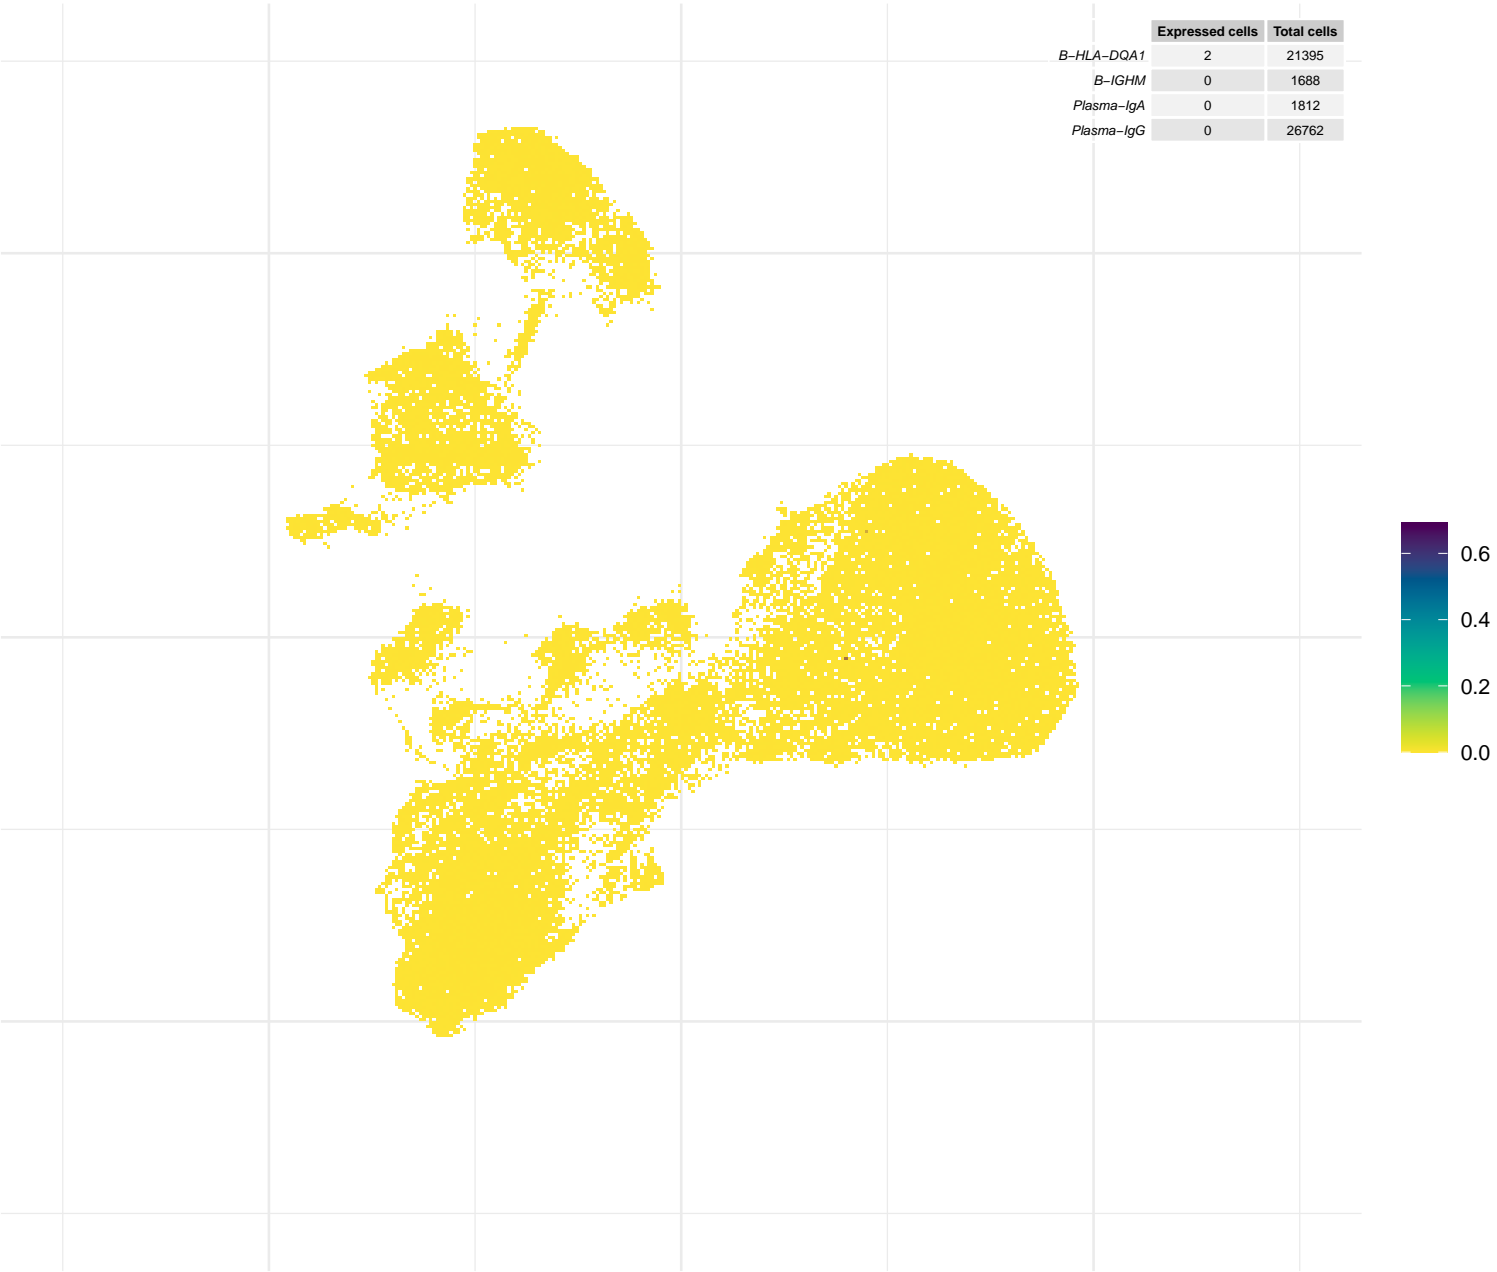 Expressed cells Total cells
B−HLA−DQA1 2 21395
B−IGHM 0 1688
Plasma−IgA 0 1812
Plasma−IgG 0 26762
0.6
0.4
0.2
0.0